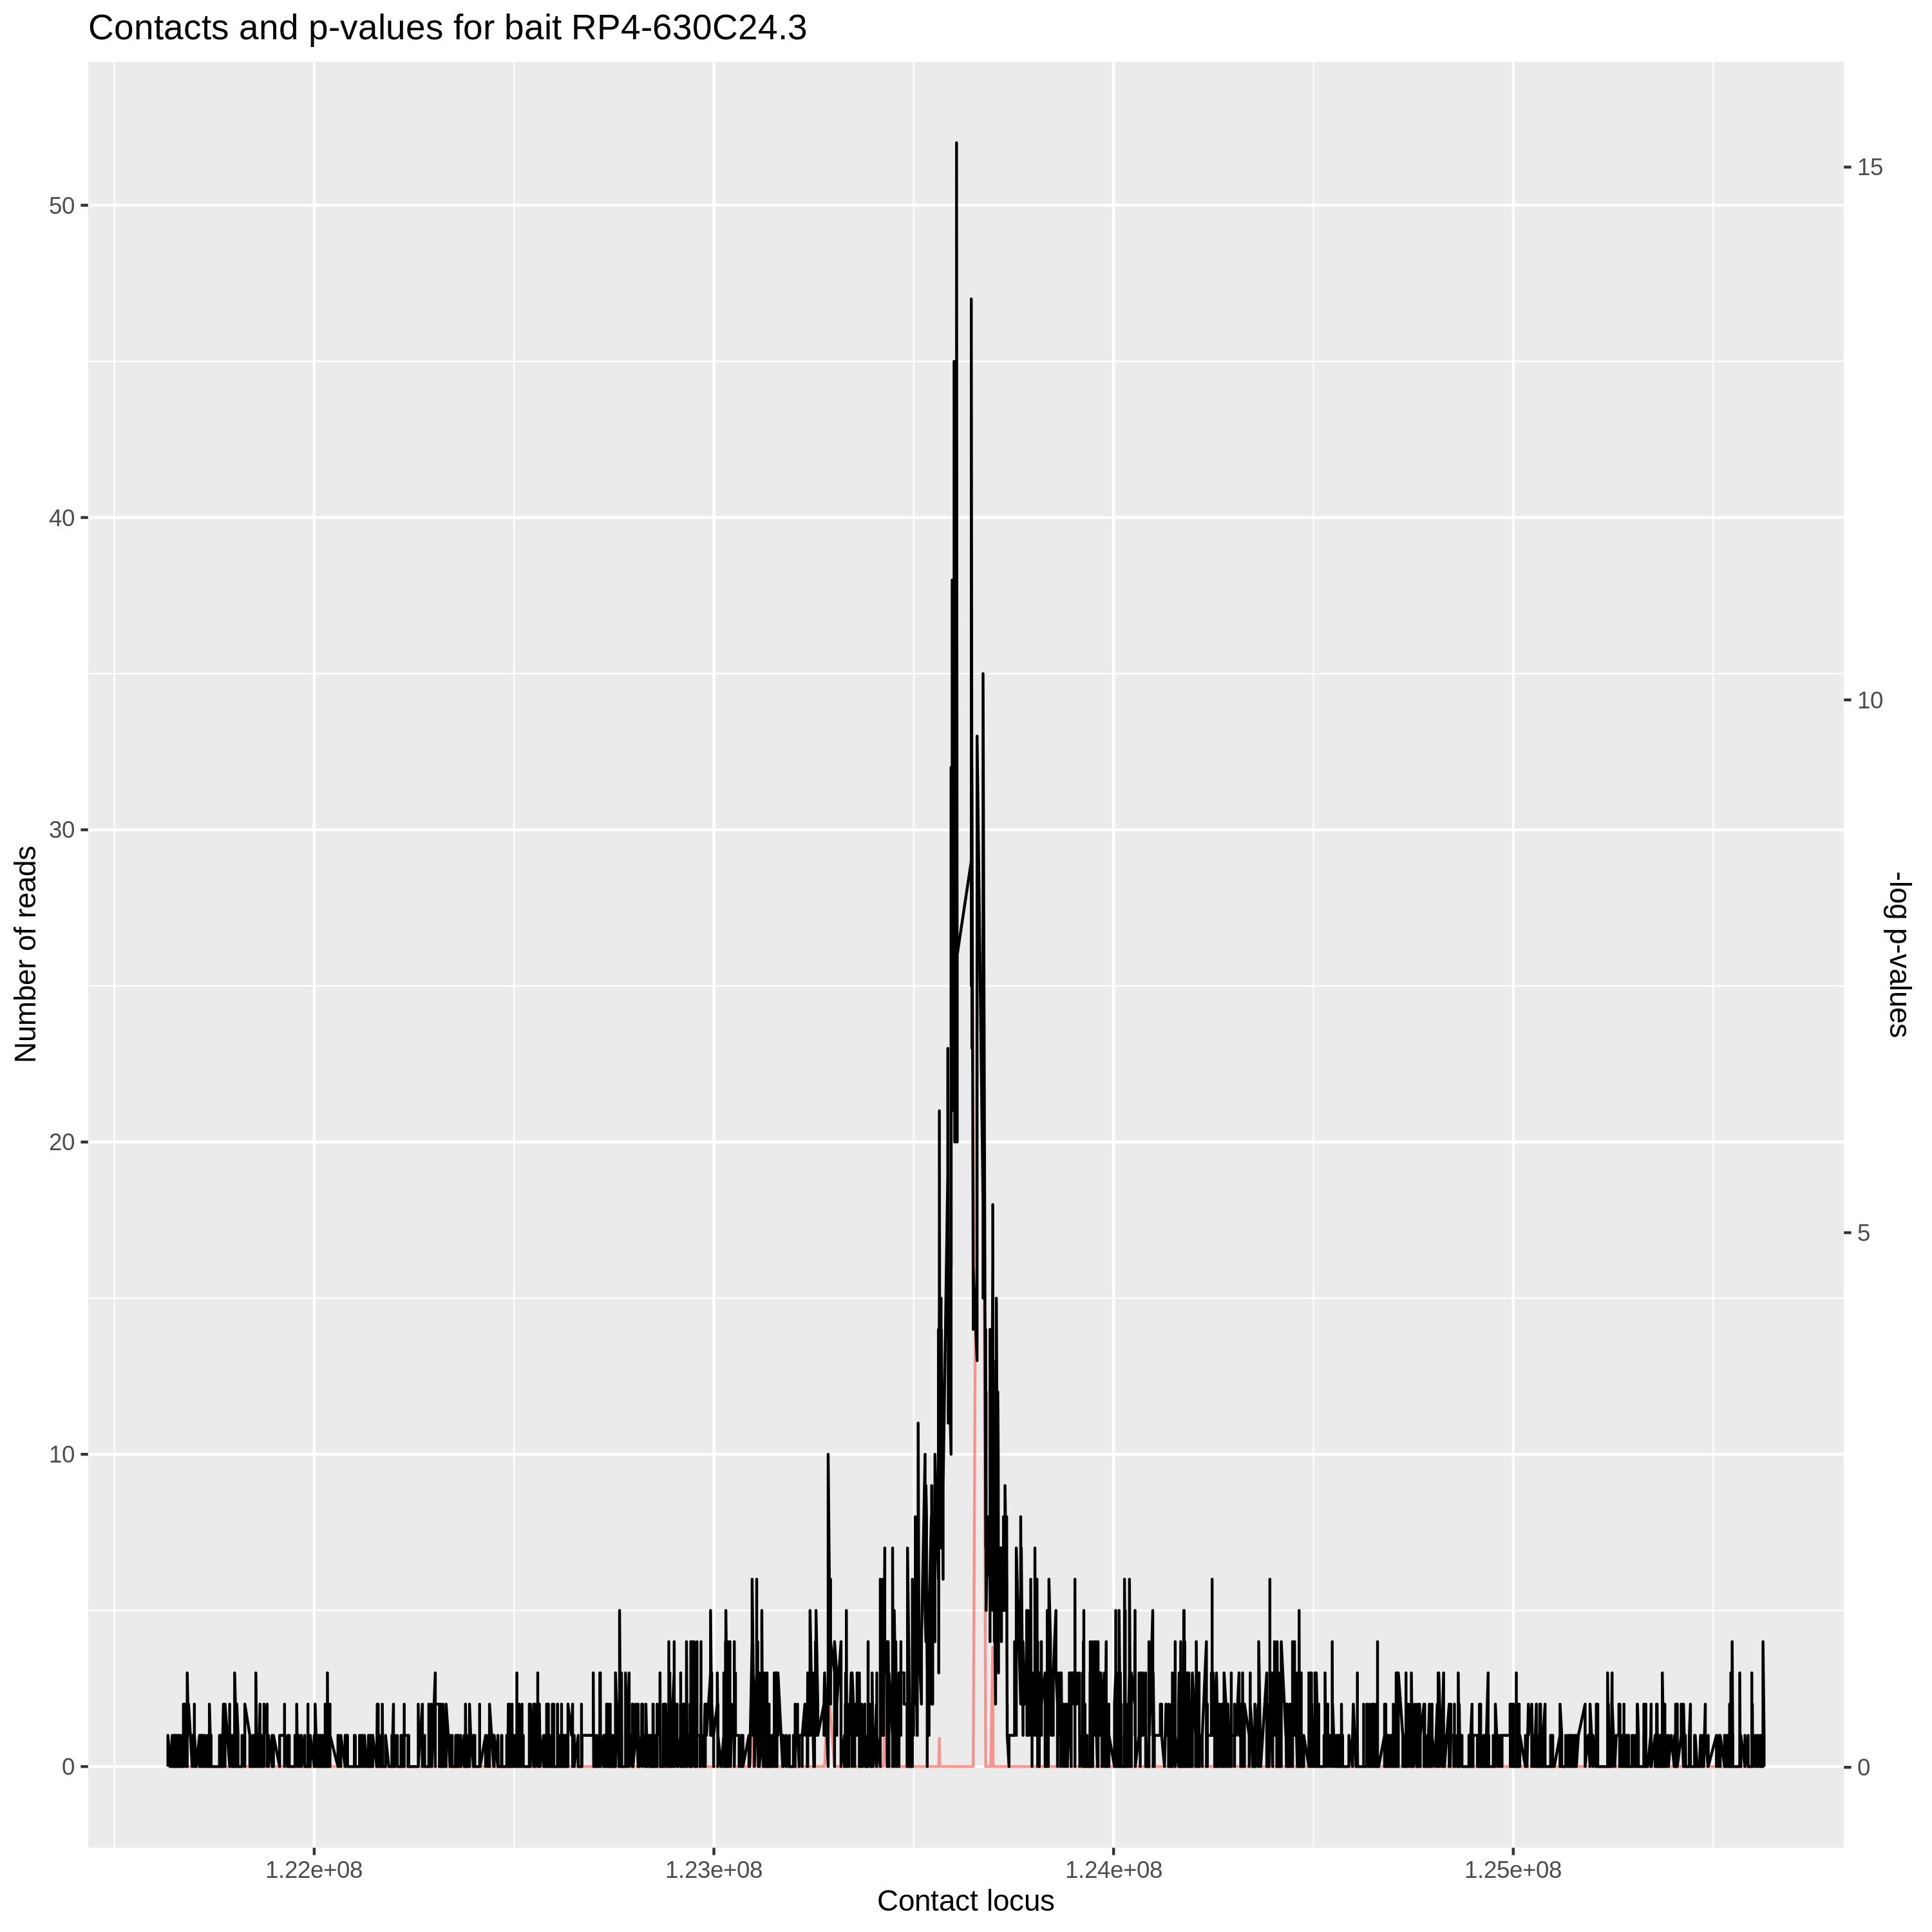 Contacts and p-values for bait RP4-630C24.3
50
40
30
20
10
0
Number of reads
15
10
5
0
-log p-values
1.22e+08 1.23e+08 1.24e+08 1.25e+08
Contact locus